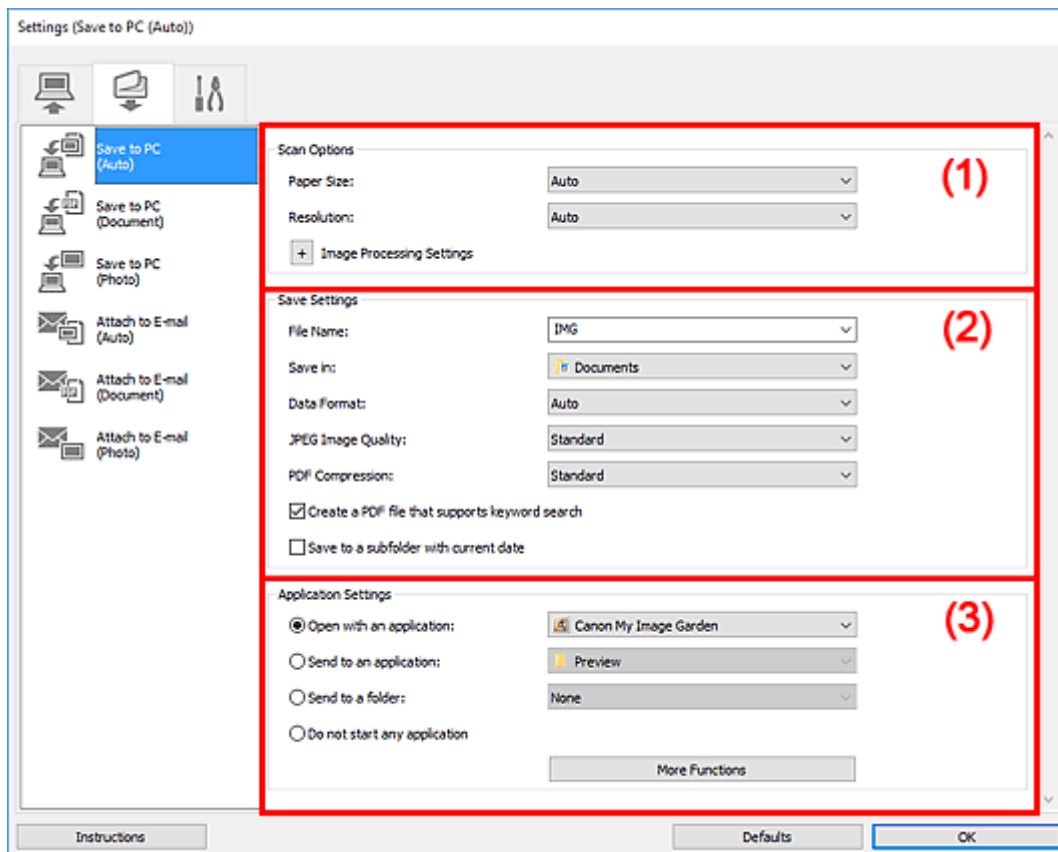 Settings (Save to PC (Auto))
Save to PC
(Auto)
Save to PC
(Document)
Save to PC
(Photo)
Attach to E-mail
(Auto)
Attach to E-mail
(Document)
Attach to E-mail
(Photo)
Scan Options
(1)
Paper Size: Auto
Resolution: Auto
+ Image Processing Settings
Save Settings
(2)
File Name: IMG
Save in: Documents
Data Format: Auto
JPEG Image Quality: Standard
PDF Compression: Standard
Create a PDF file that supports keyword search
Save to a subfolder with current date
Application Settings
(3)
Open with an application: Canon My Image Garden
Send to an application: Preview
Send to a folder: None
Do not start any application
More Functions
Instructions Defaults OK